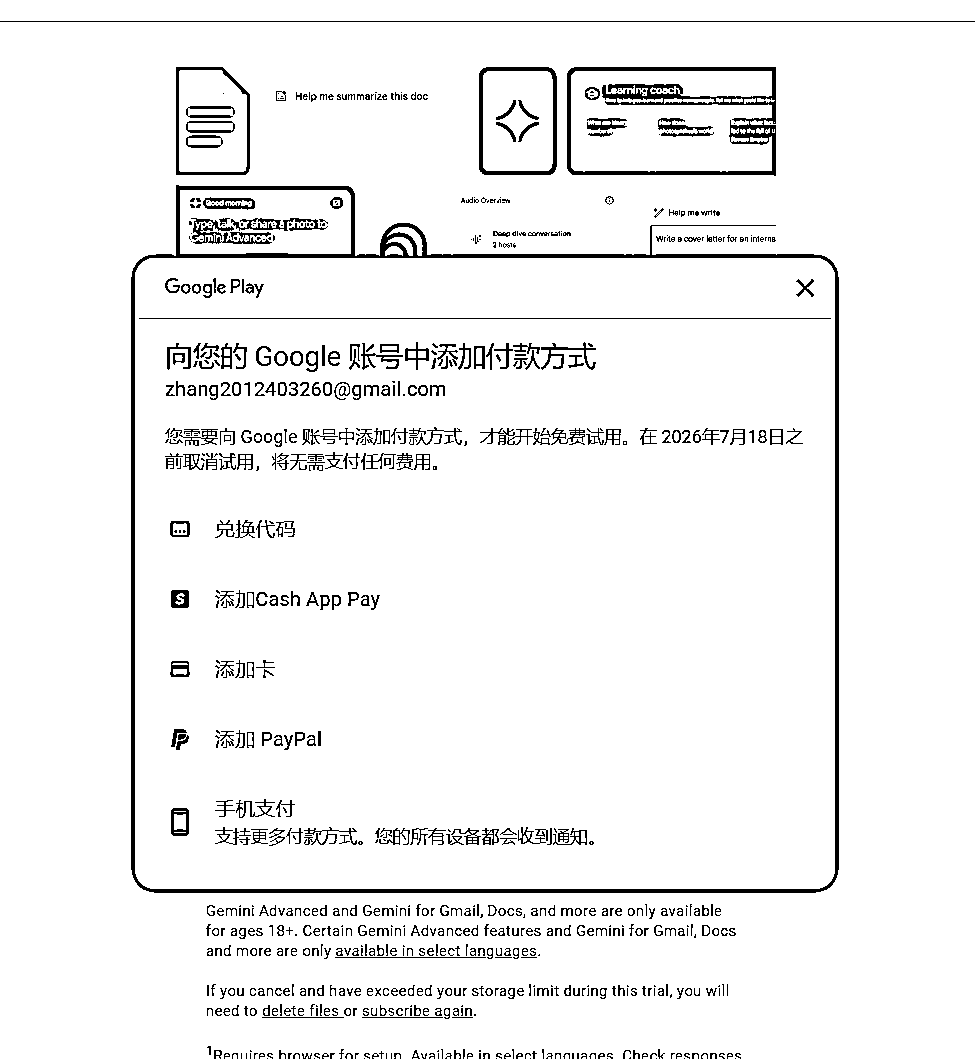 Help me summarize this doc
Learning coach
Good morning
Type, talk, or share a photo to
Gemini Advanced
Audio Overview
Deep dive conversation
2 hosts
Help me write
Write a cover letter for an interns
Google Play
向您的 Google 账号中添加付款方式
zhang2012403260@gmail.com
您需要向 Google 账号中添加付款方式，才能开始免费试用。在 2026年7月18日之
前取消试用，将无需支付任何费用。
兑换代码
添加Cash App Pay
添加卡
添加 PayPal
手机支付
支持更多付款方式。您的所有设备都会收到通知。
Gemini Advanced and Gemini for Gmail, Docs, and more are only available
for ages 18+. Certain Gemini Advanced features and Gemini for Gmail, Docs
and more are only available in select languages.
If you cancel and have exceeded your storage limit during this trial, you will
need to delete files or subscribe again.
1Requires browser for setup. Available in select languages. Check responses